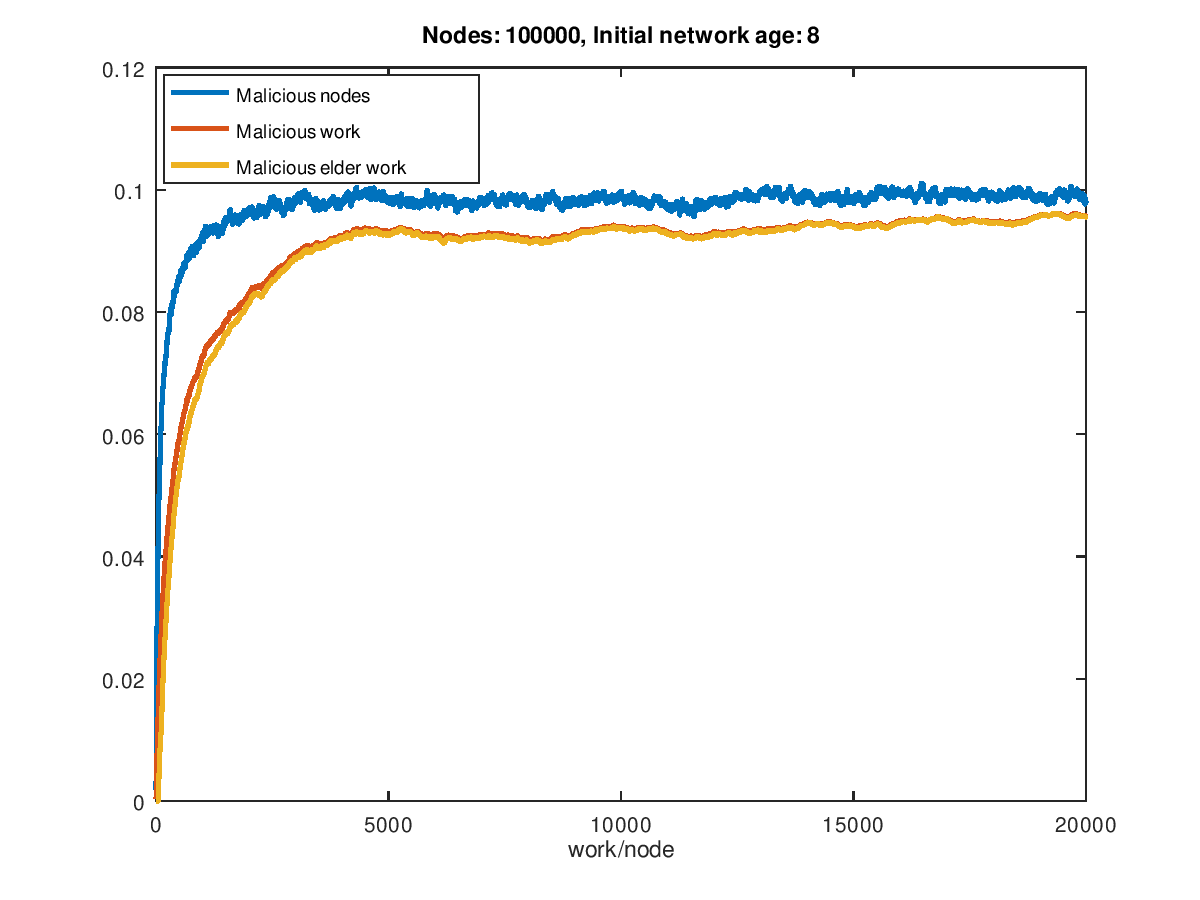 Nodes: 100000, Initial network age: 8
0.12
Malicious nodes
Malicious work
Malicious elder work
0.1
0.08
0.06
0.04
0.02
0
0 5000 10000 15000 20000
work/node